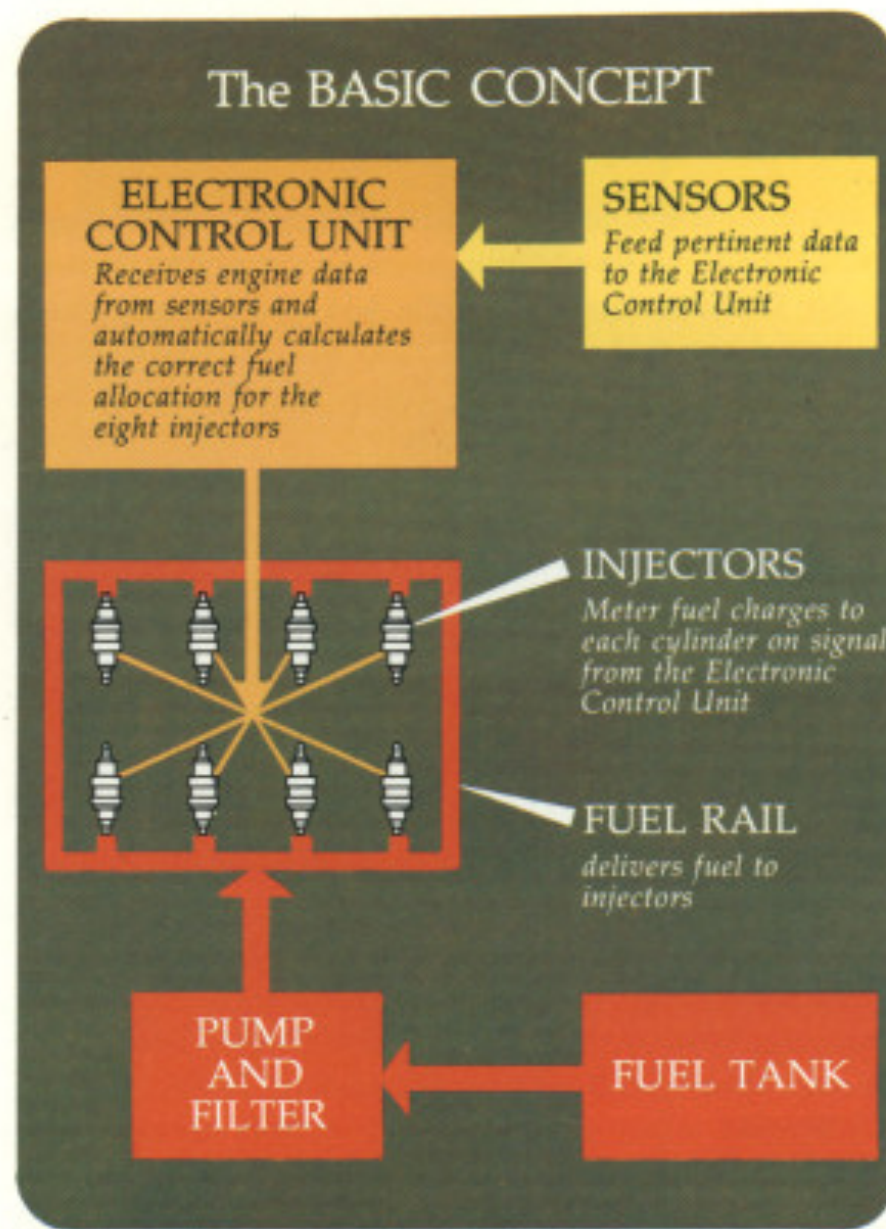 The BASIC CONCEPT
ELECTRONIC
CONTROL UNIT
Receives engine data
from sensors and
automatically calculates
the correct fuel
allocation for the
eight injectors
SENSORS
Feed pertinent data
to the Electronic
Control Unit
INJECTORS
Meter fuel charges to
each cylinder on signal
from the Electronic
Control Unit
FUEL RAIL
delivers fuel to
injectors
PUMP
AND
FILTER
FUEL TANK